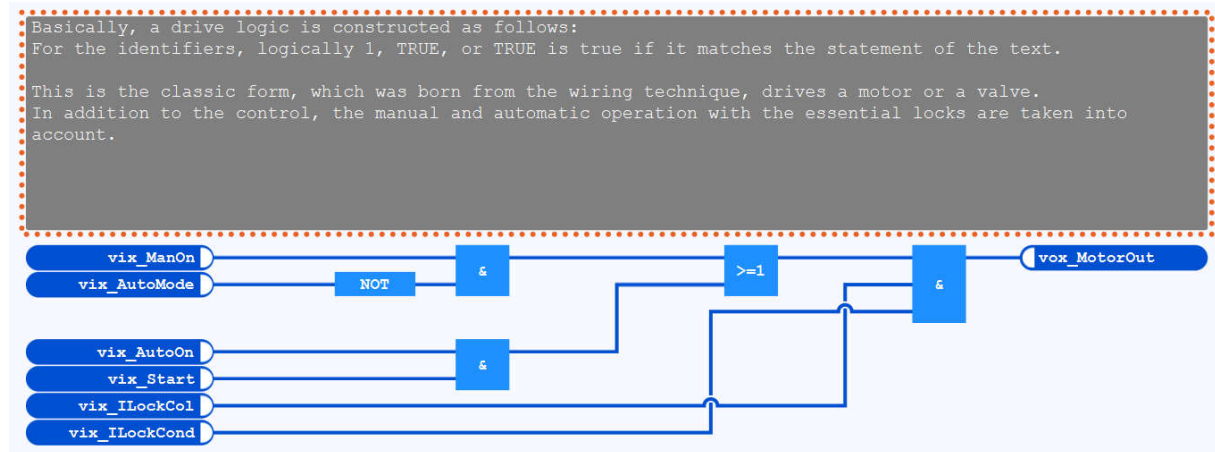 Basically, a drive logic is constructed as follows:
For the identifiers, logically 1, TRUE, or TRUE is true if it matches the statement of the text.
This is the classic form, which was born from the wiring technique, drives a motor or a valve.
In addition to the control, the manual and automatic operation with the essential locks are taken into
account.
vix_ManOn
vix_AutoMode
NOT
&
>=1
&
vox_MotorOut
vix_AutoOn
vix_Start
&
vix_ILockCol
vix_ILockCond